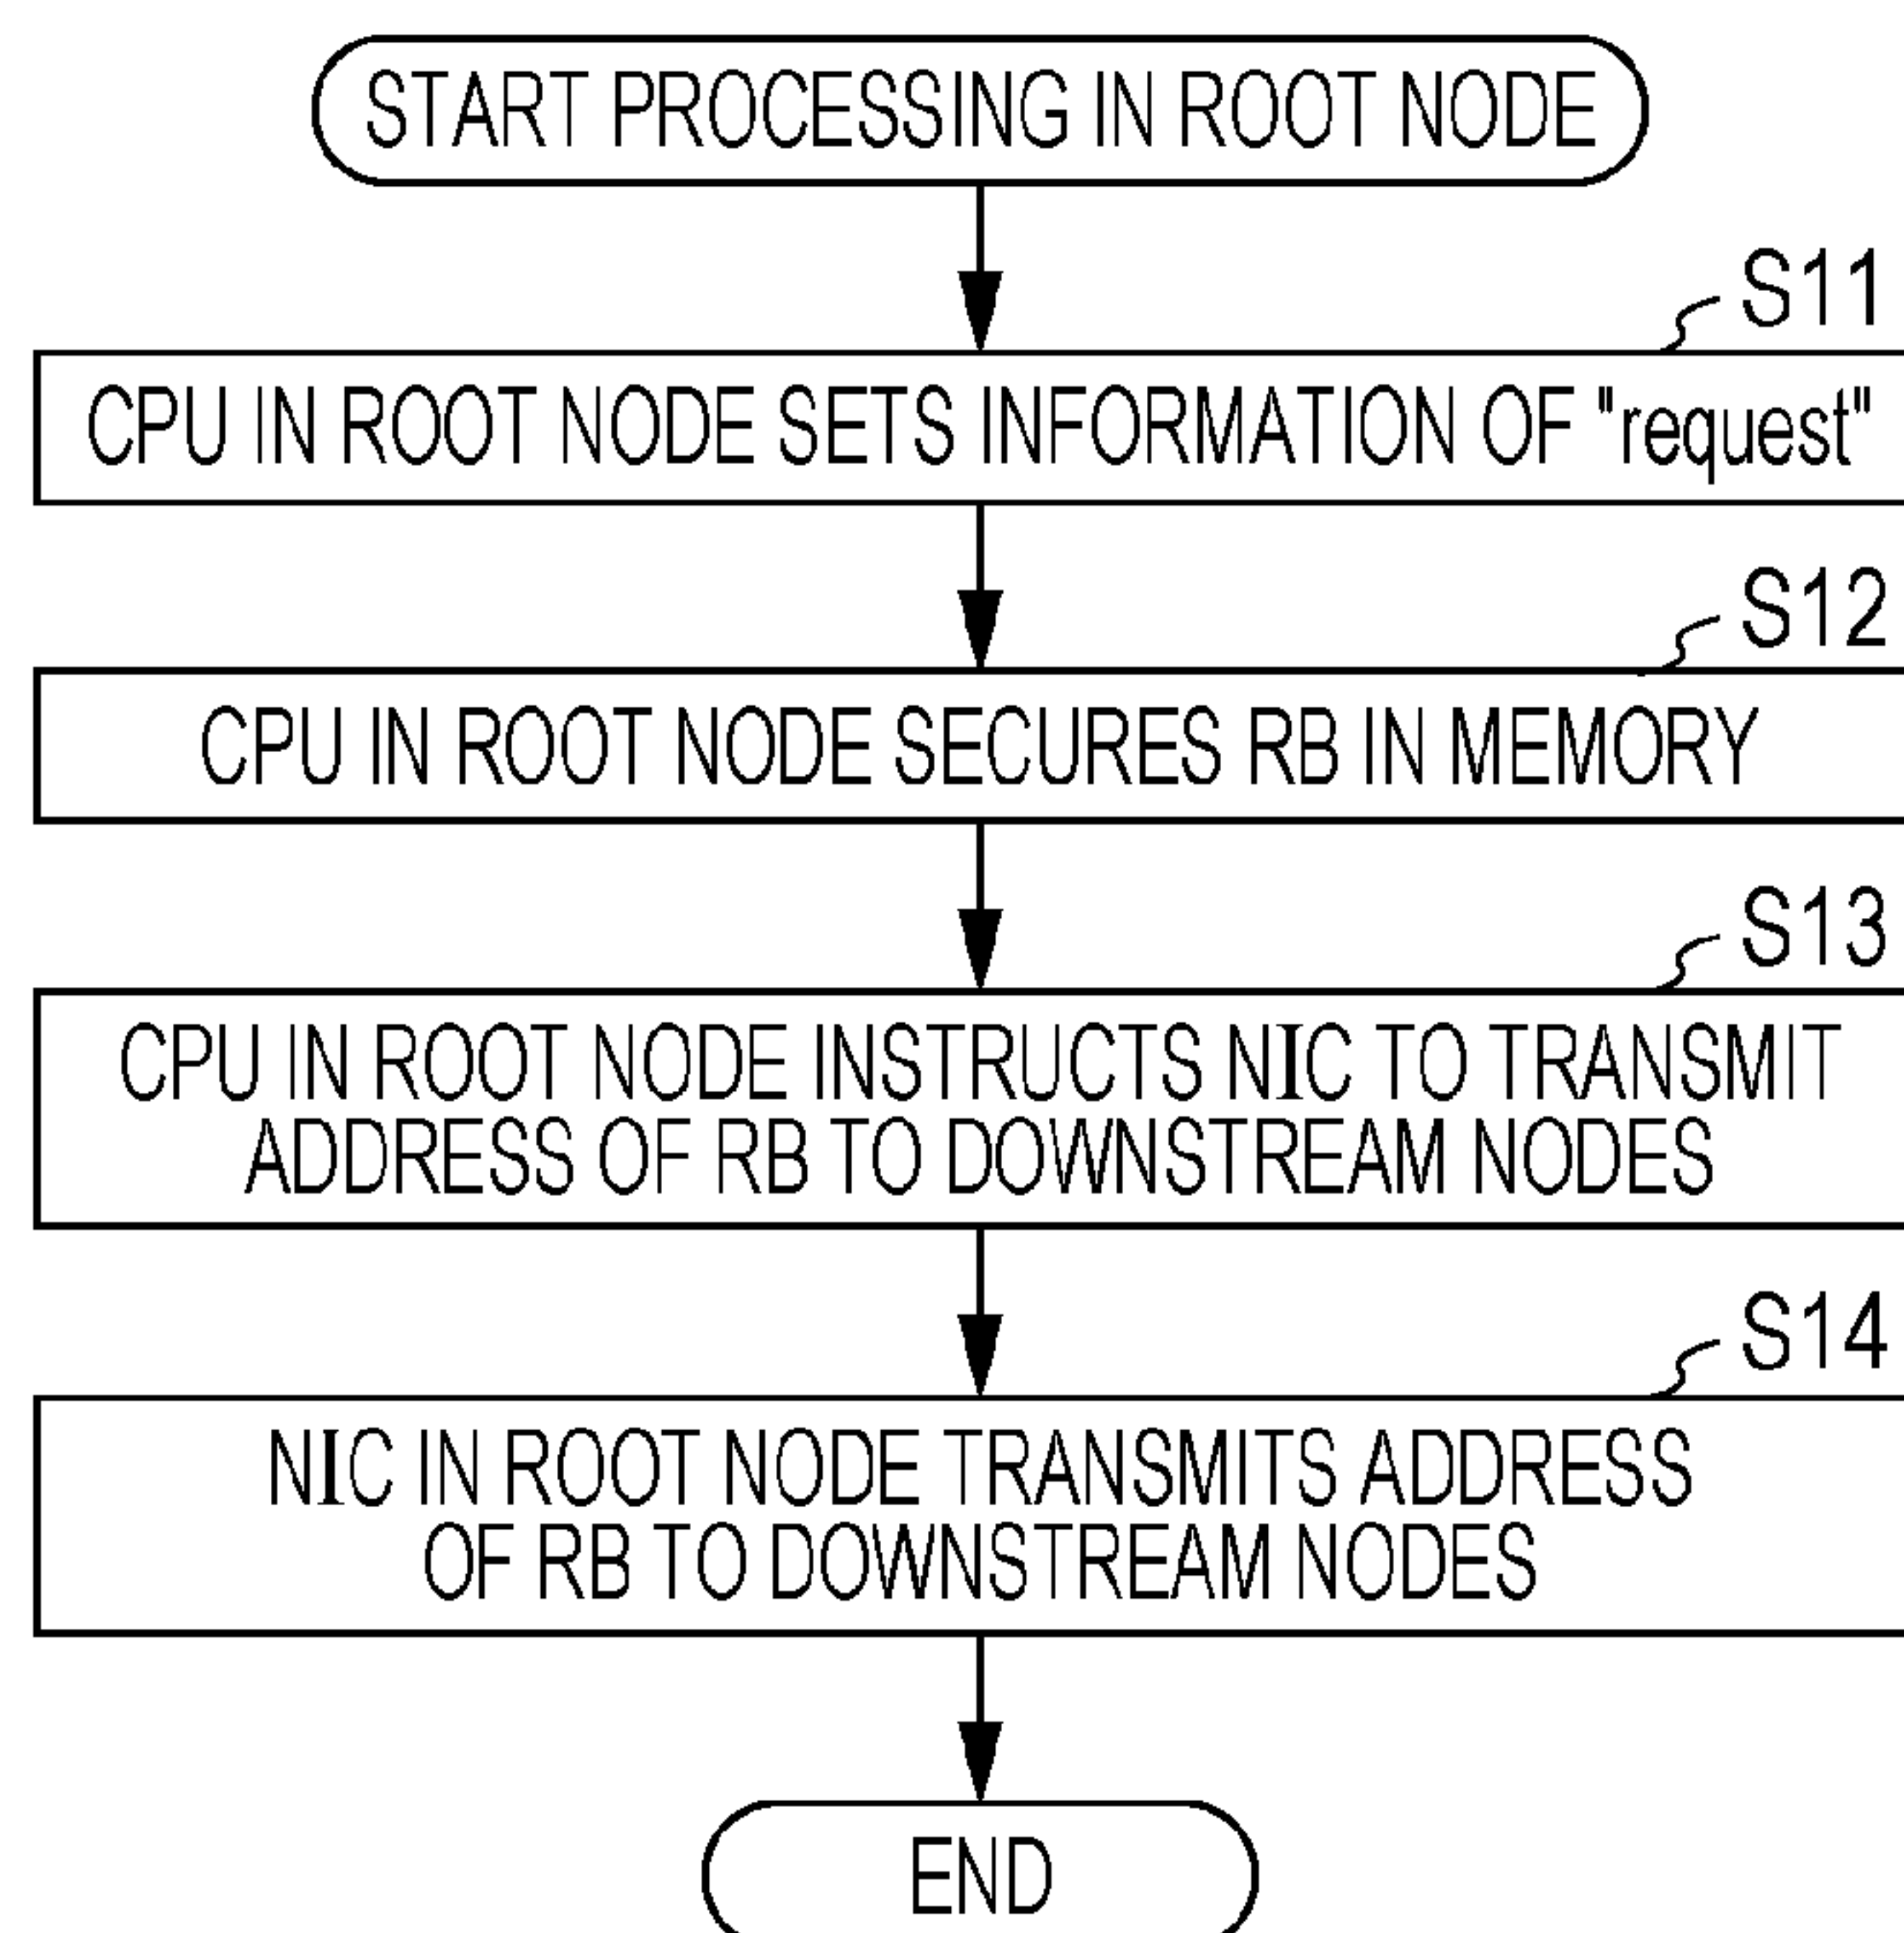 START PROCESSING IN ROOT NODE
S11
CPU IN ROOT NODE SETS INFORMATION OF "request"
S12
CPU IN ROOT NODE SECURES RB IN MEMORY
S13
CPU IN ROOT NODE INSTRUCTS NIC TO TRANSMIT
ADDRESS OF RB TO DOWNSTREAM NODES
S14
NIC IN ROOT NODE TRANSMITS ADDRESS
OF RB TO DOWNSTREAM NODES
END